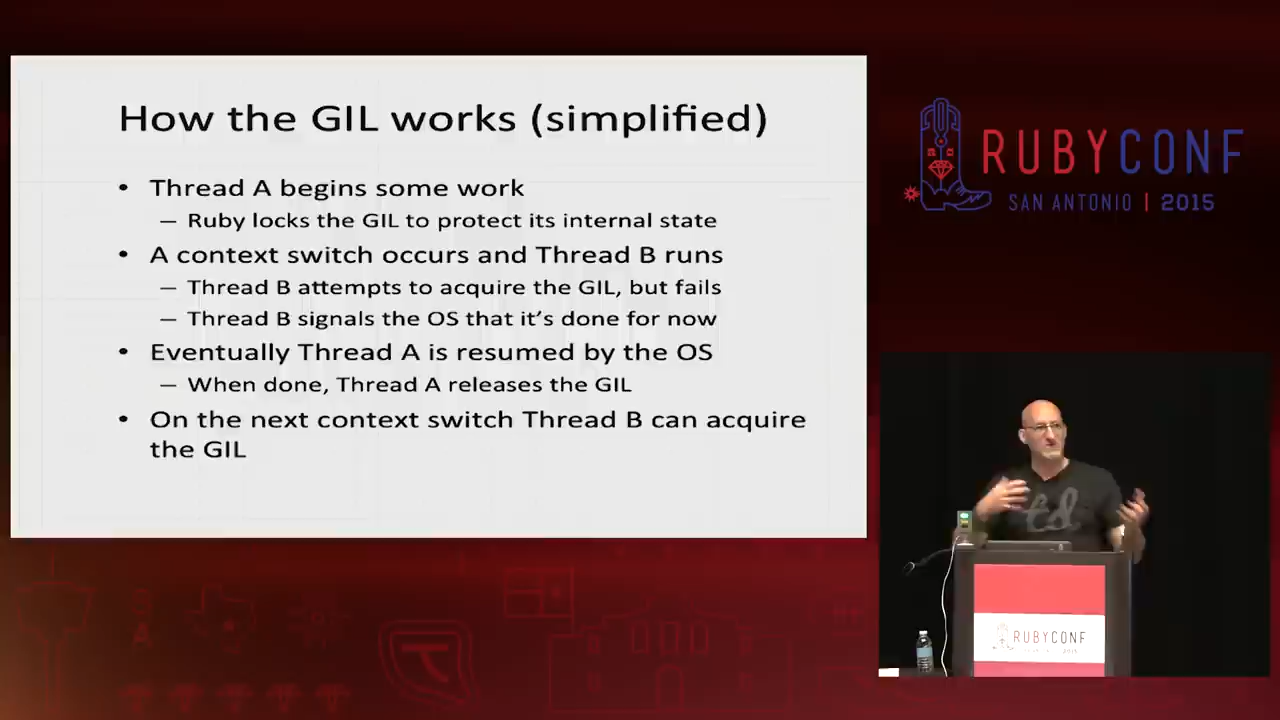 How the GIL works (simplified)
• Thread A begins some work
– Ruby locks the GIL to protect its internal state
• A context switch occurs and Thread B runs
– Thread B attempts to acquire the GIL, but fails
– Thread B signals the OS that it's done for now
• Eventually Thread A is resumed by the OS
– When done, Thread A releases the GIL
• On the next context switch Thread B can acquire
the GIL
RUBYCONF
SAN ANTONIO | 2015
td
RUBYCONF
2015